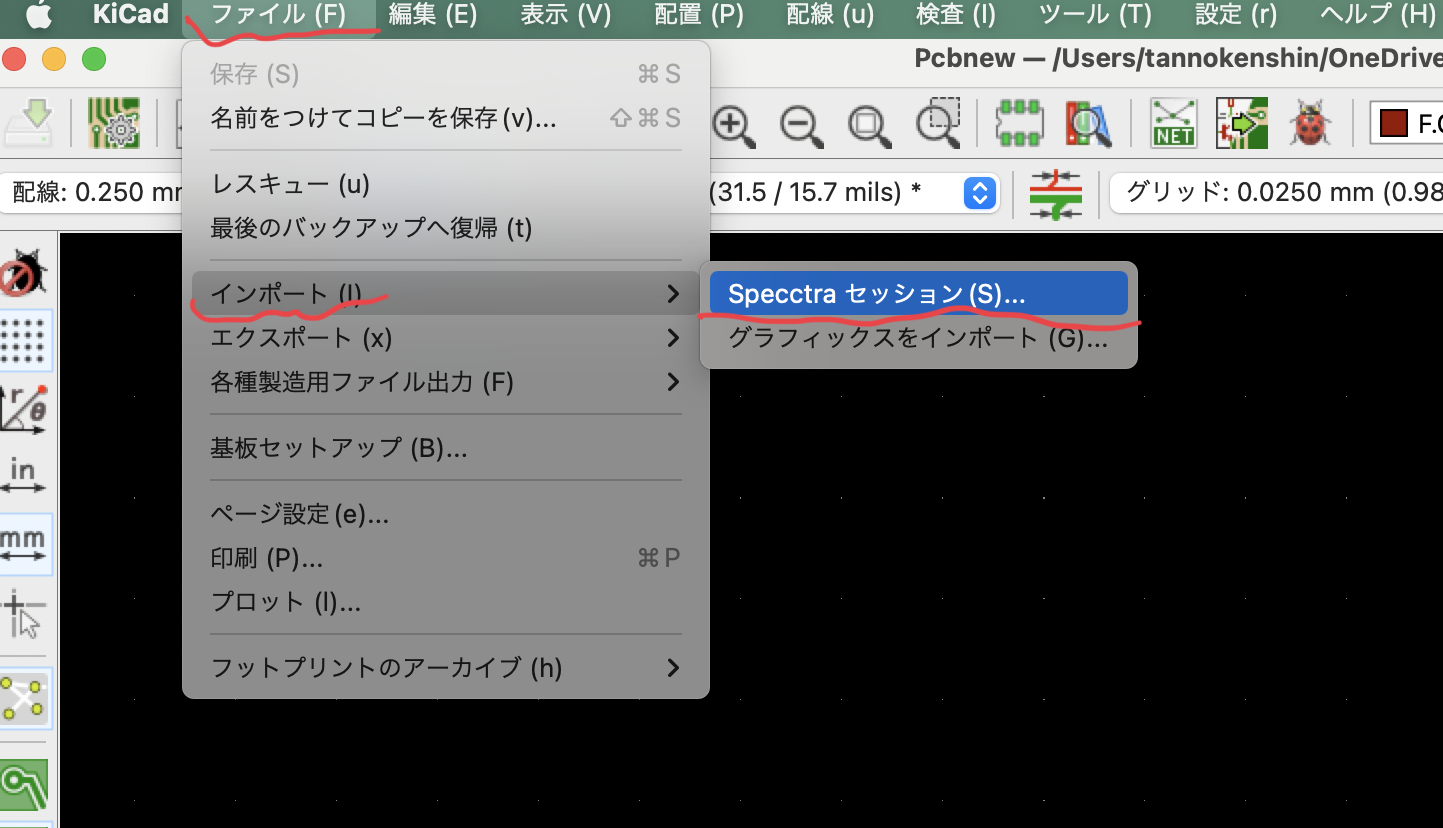 KiCad ファイル (F) 編集 (E) 表示 (V) 配置 (P) 配線 (u) 検査 (I) ツール (T) 設定 (r) ヘルプ (H)
Pcbnew — /Users/tannokenshin/OneDrive
保存 (S) ⌘ S
名前をつけてコピーを保存 (v)... ⇧ ⌘ S
NET
F.
配線: 0.250
レスキュー (u)
(31.5 / 15.7 mils) *
グリッド: 0.0250 mm (0.98
最後のバックアップへ復帰 (t)
インポート (I)
Specctra セッション (S)...
エクスポート (x)
グラフィックスをインポート (G)...
各種製造用ファイル出力 (F)
r/θ
基板セットアップ (B)...
in
ページ設定 (e)...
mm
印刷 (P)... ⌘ P
プロット (l)...
フットプリントのアーカイブ (h)